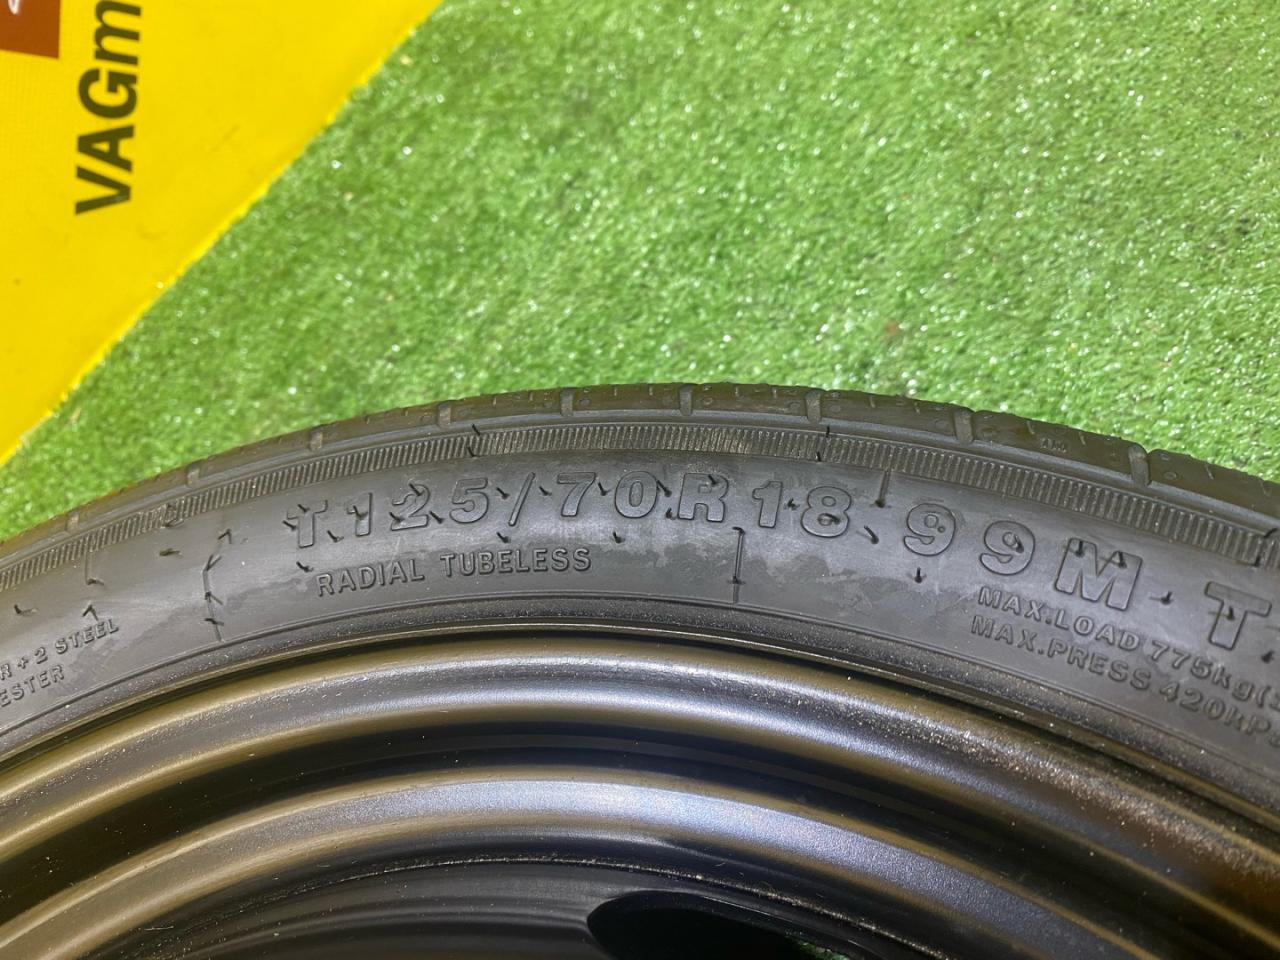 VAGm
T125/70R18 99M T
RADIAL TUBELESS
MAX.LOAD 775kg(
MAX.PRESS 420kP
R + 2 STEEL
ESTER